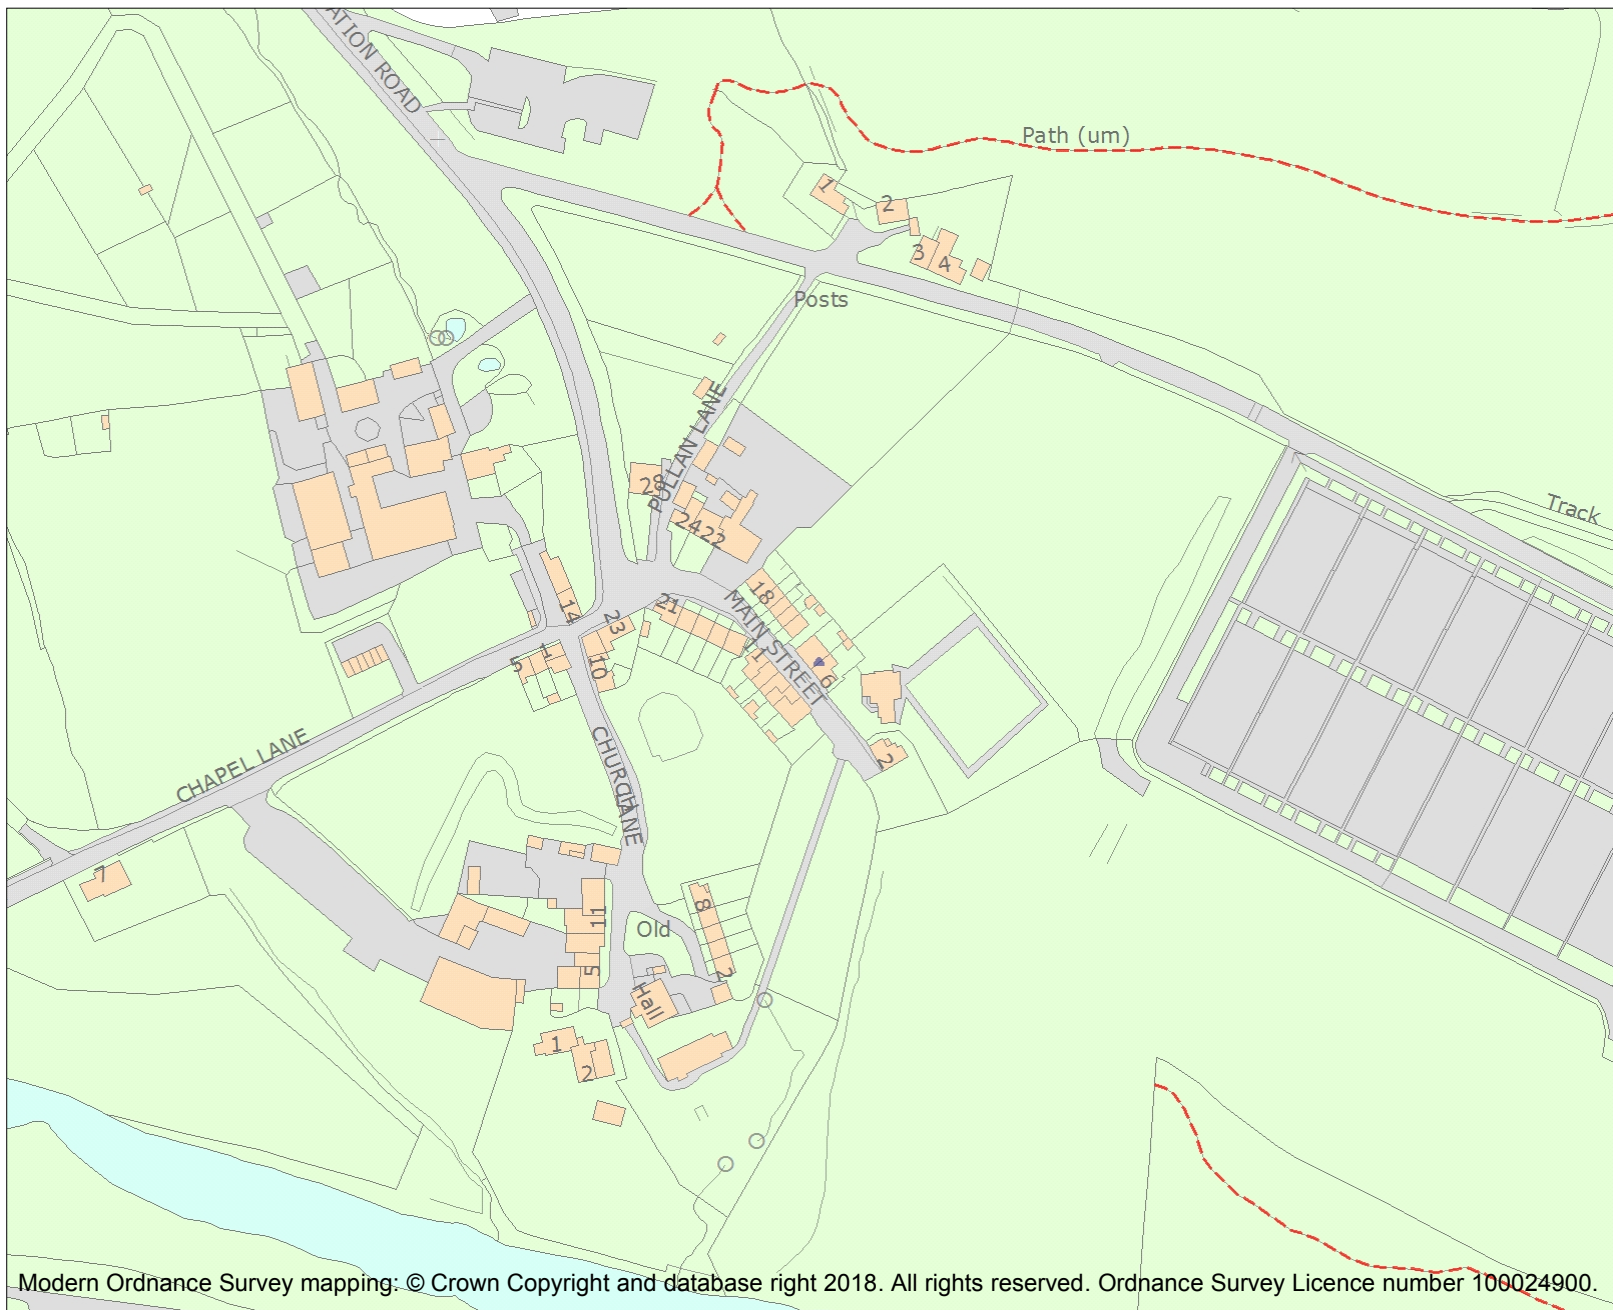 ATION ROAD
Path (um)
1
2
3
4
Posts
PULLAN LANE
28
24
22
Track
18
MAIN STREET
21
14
23
11
6
1
5
10
2
CHAPEL LANE
CHURCH LANE
7
8
11
Old
5
2
Hall
1
2
Modern Ordnance Survey mapping: © Crown Copyright and database right 2018. All rights reserved. Ordnance Survey Licence number 100024900.